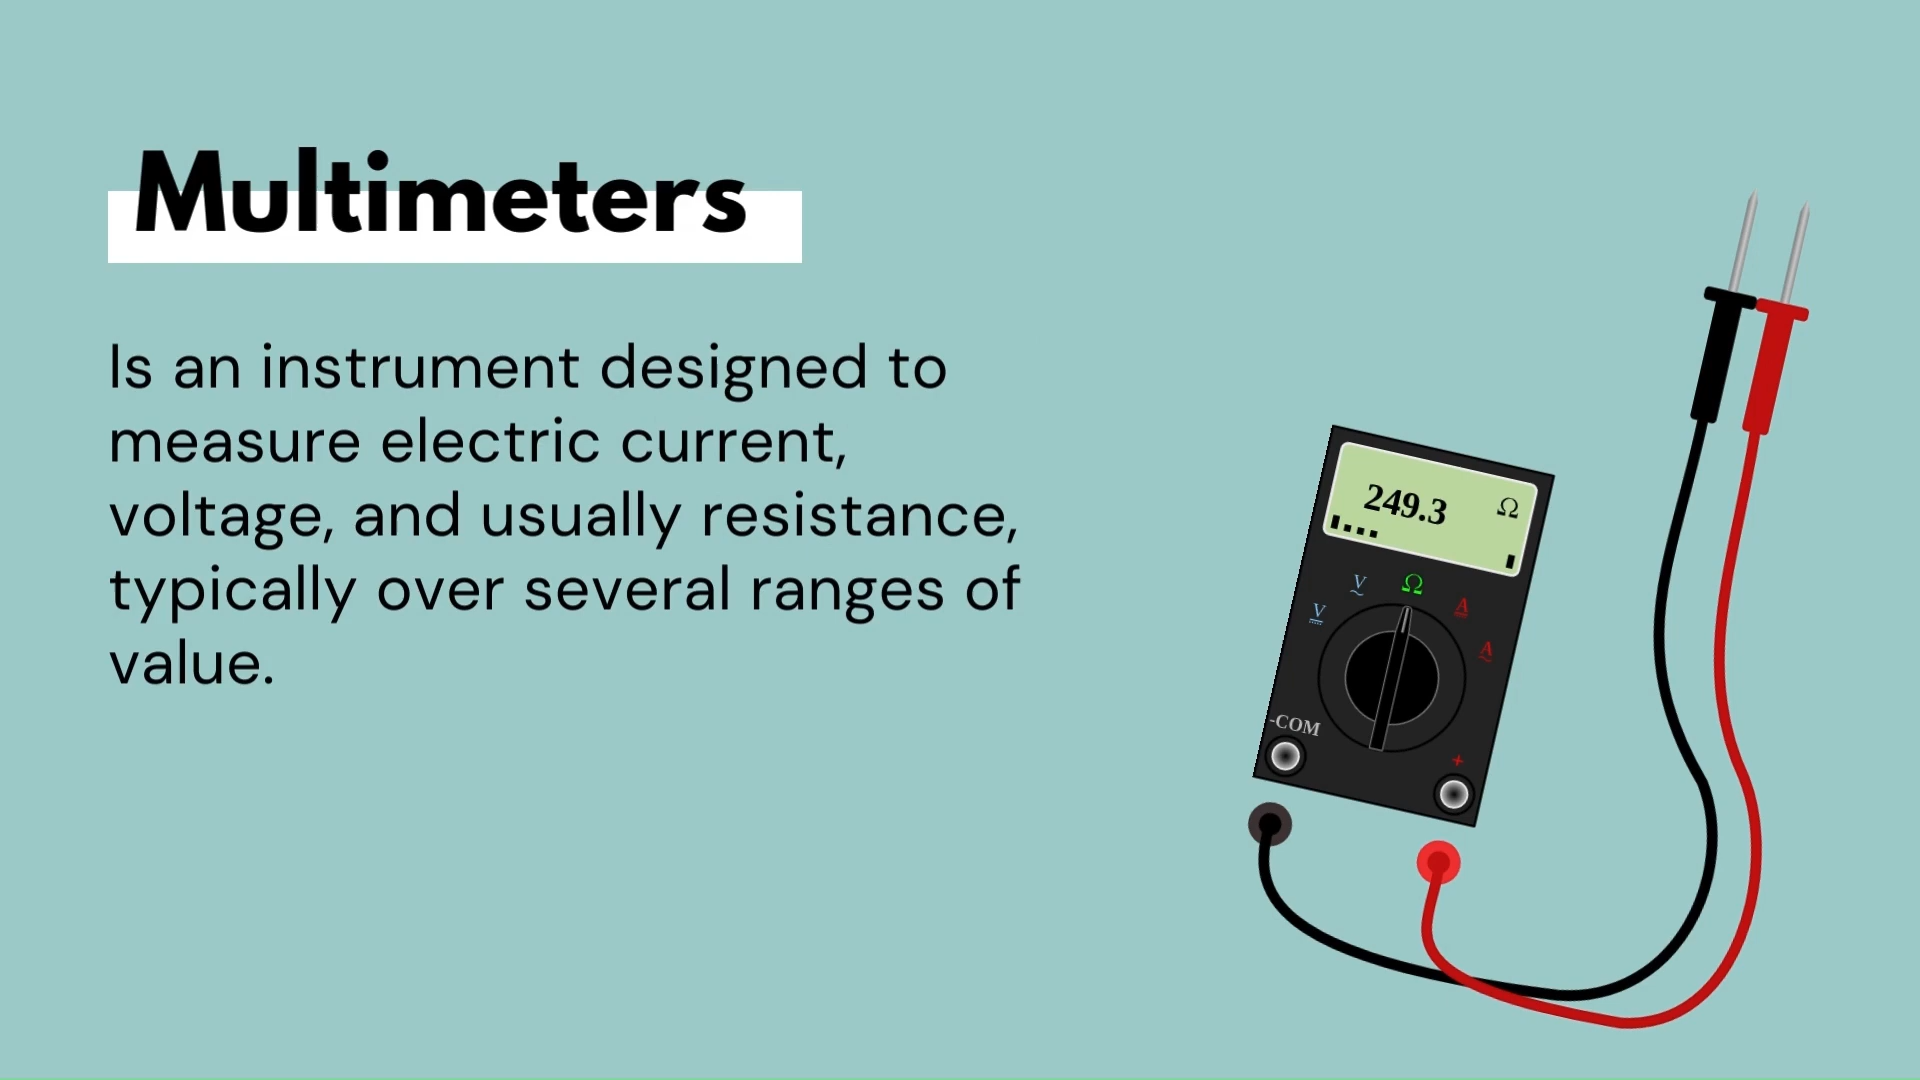 Multimeters
Is an instrument designed to
measure electric current,
voltage, and usually resistance,
typically over several ranges of
value.
249.3 Ω
V
V
Ω
A
A
-COM
+